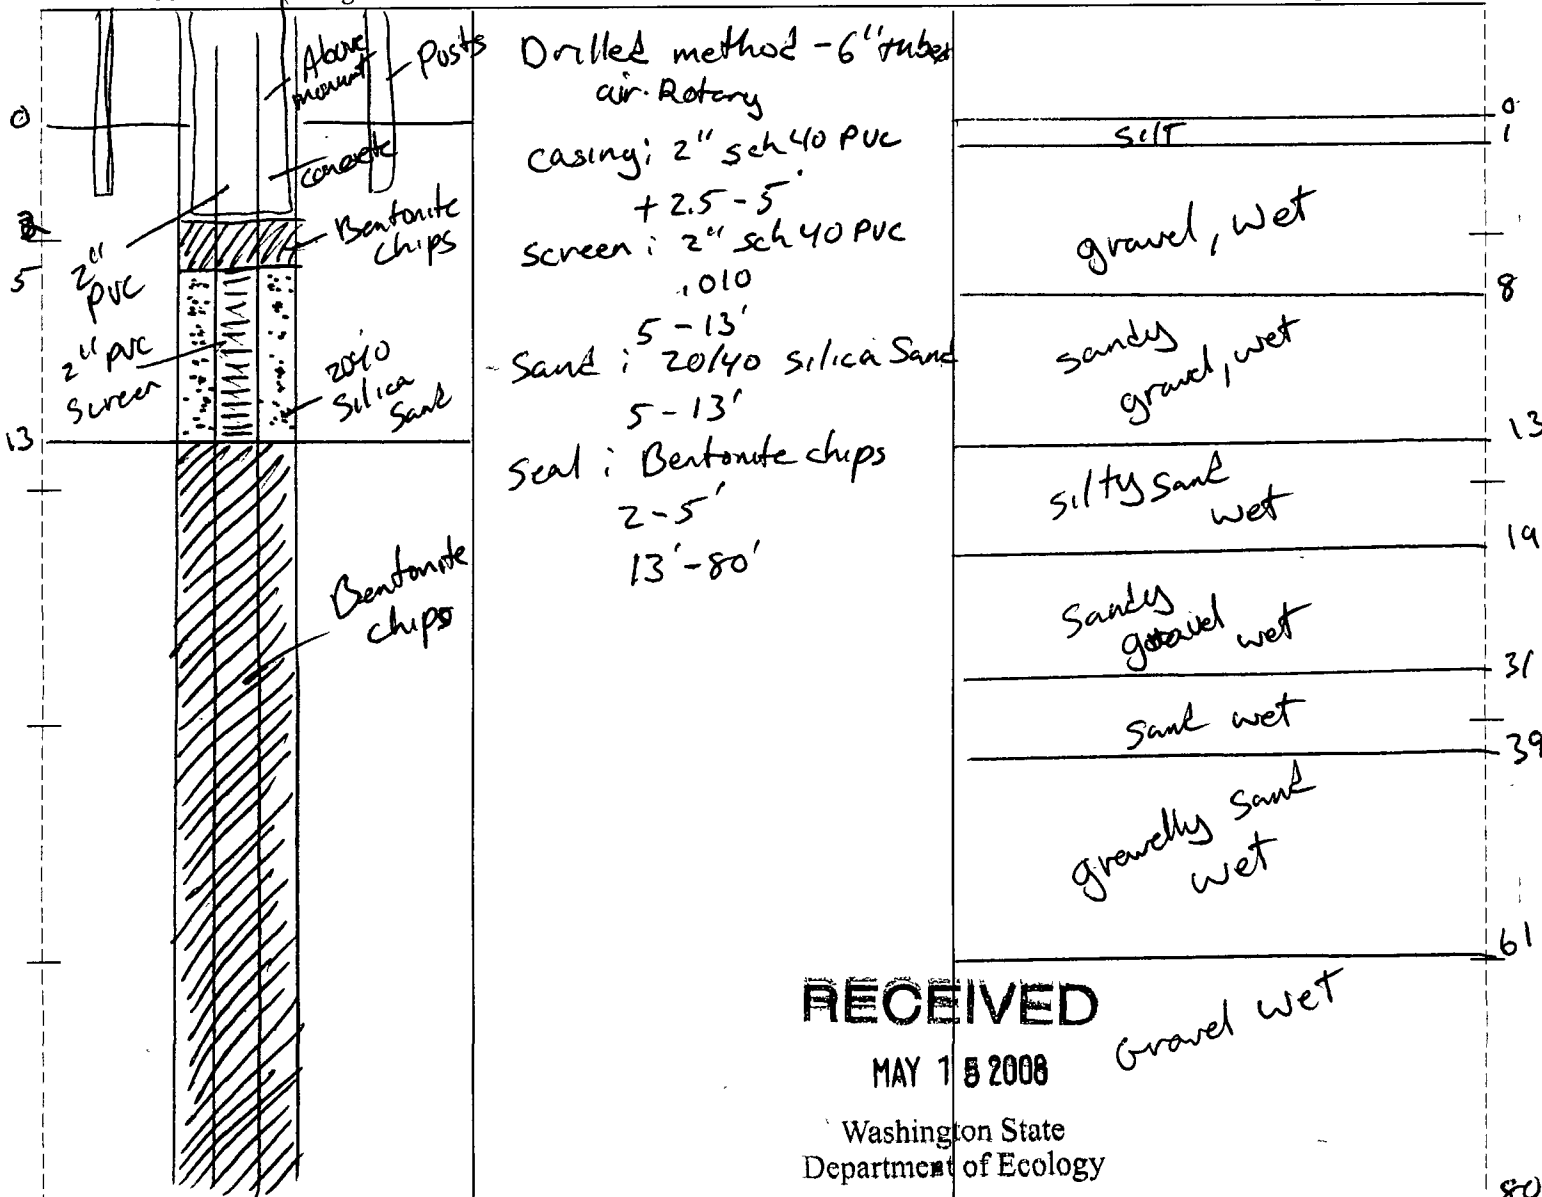 0
5
13
Above
mount
Posts
concrete
Bentonite
chips
2"
PVC
2" PVC
Screen
20/40
Silica
Sand
Bentonite
chips
Drilled method - 6" tubex
air Rotary
Casing: 2" sch 40 PVC
+ 2.5 - 5'
Screen: 2" sch 40 PVC
.010
5 - 13'
Sand: 20/40 silica Sand
5 - 13'
Seal: Bentonite chips
2 - 5'
13' - 80'
0
silt
1
gravel, wet
8
sandy
gravel, wet
13
silty sand
wet
19
Sandy
gravel wet
31
Sand wet
39
gravelly sand
wet
61
Gravel wet
80
RECEIVED
MAY 15 2008
Washington State
Department of Ecology